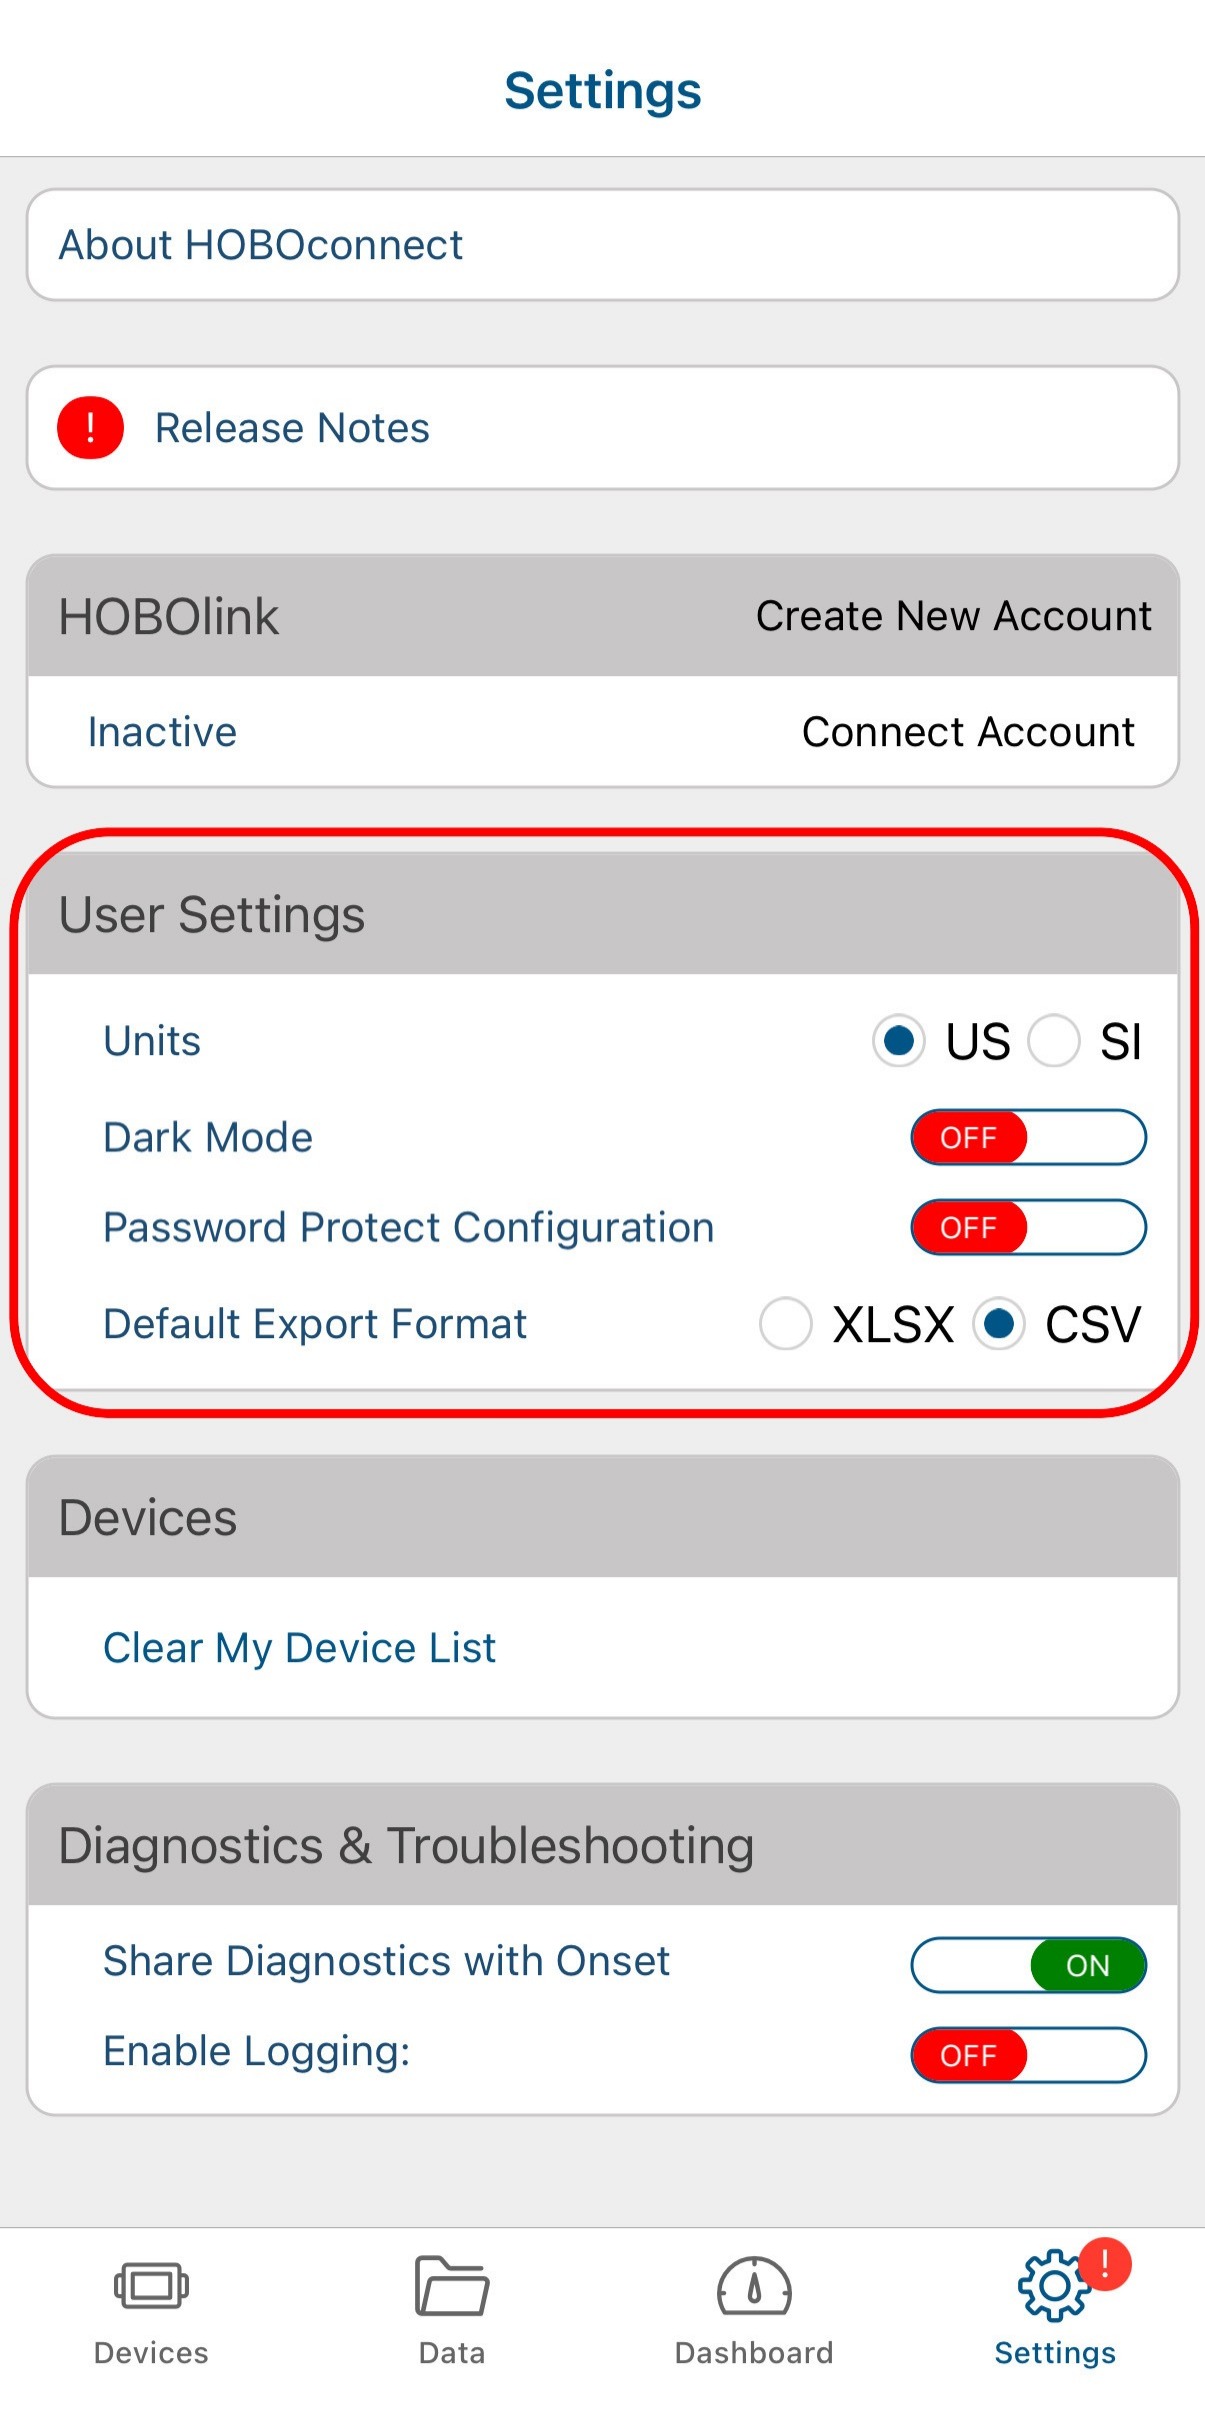 Settings
About HOBOconnect
! Release Notes
HOBOlink Create New Account
Inactive Connect Account
User Settings
Units US SI
Dark Mode OFF
Password Protect Configuration OFF
Default Export Format XLSX CSV
Devices
Clear My Device List
Diagnostics & Troubleshooting
Share Diagnostics with Onset ON
Enable Logging: OFF
!
Devices Data Dashboard Settings